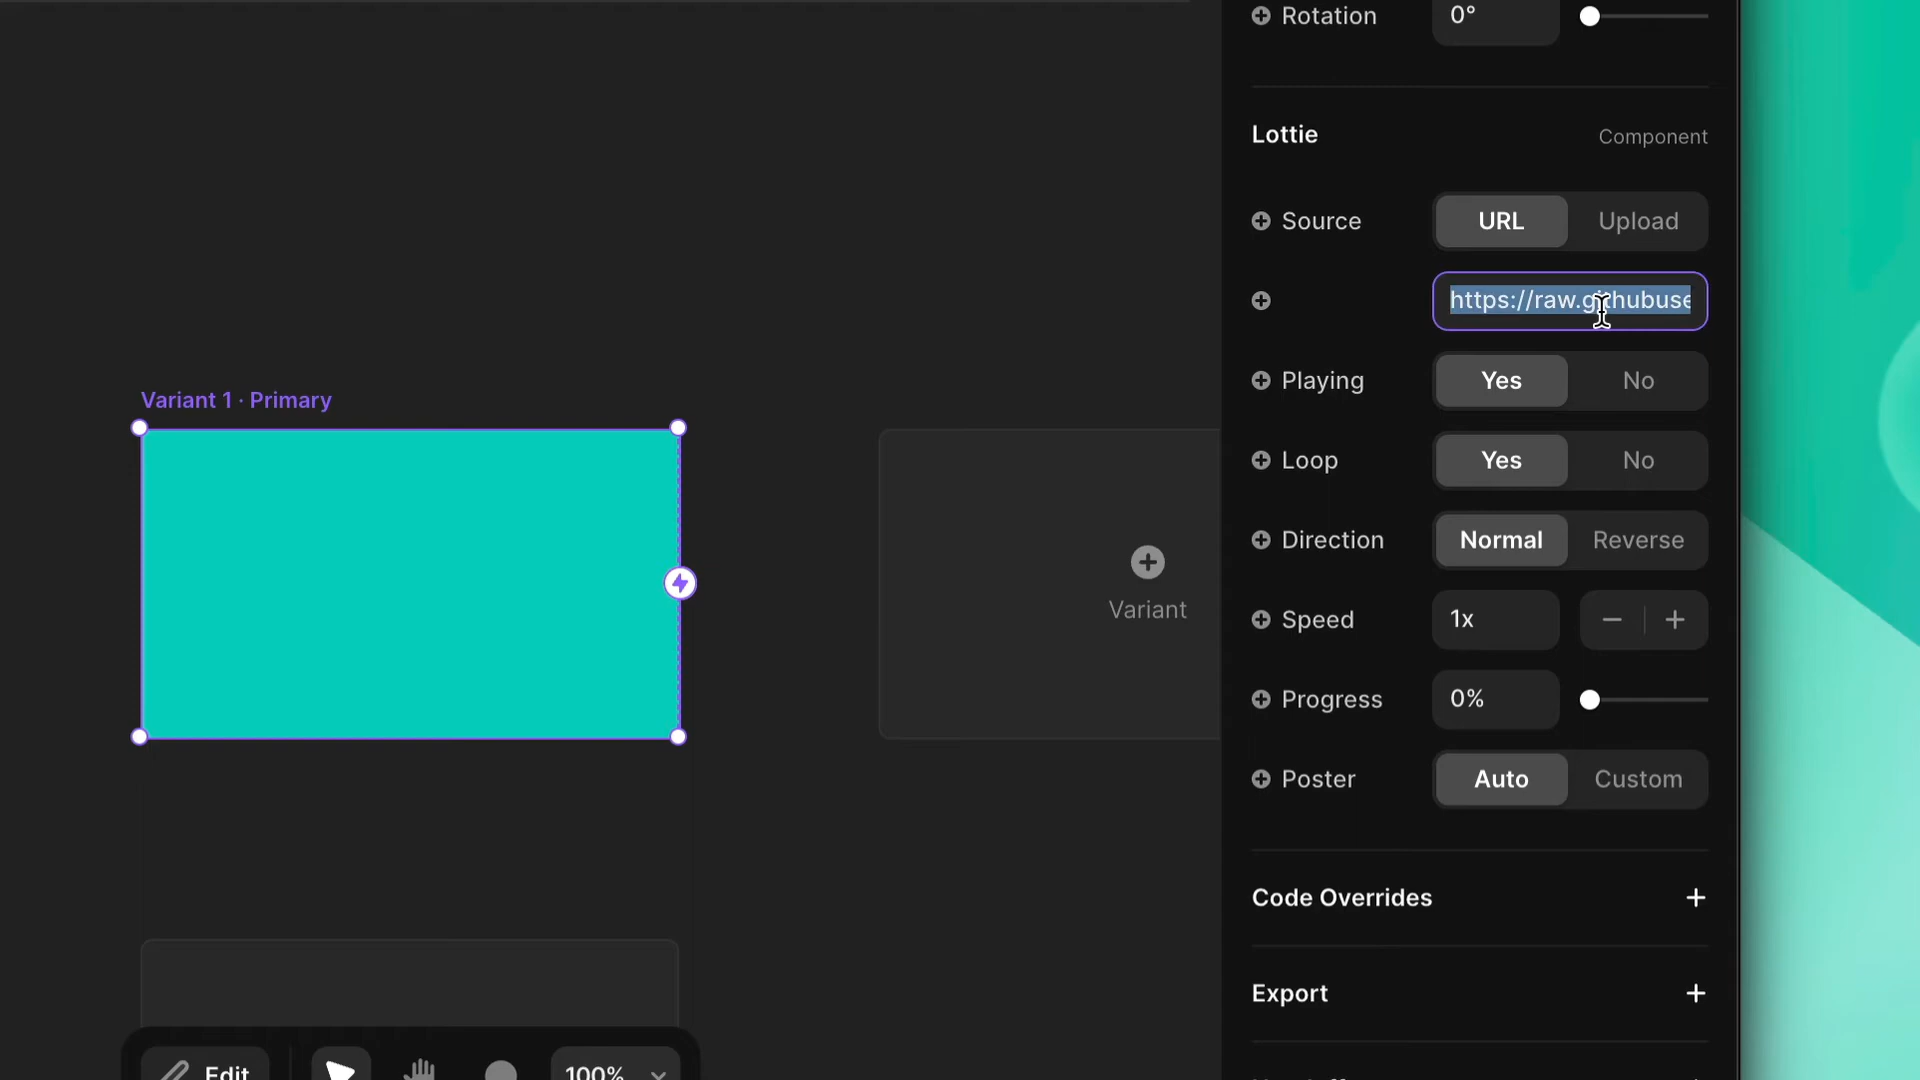 Rotation 0°
Lottie Component
Source URL Upload
https://raw.githubuse
Playing Yes No
Variant 1 · Primary
Loop Yes No
Direction Normal Reverse
Variant
Speed 1x
Progress 0%
Poster Auto Custom
Code Overrides
Export
Edit 100%